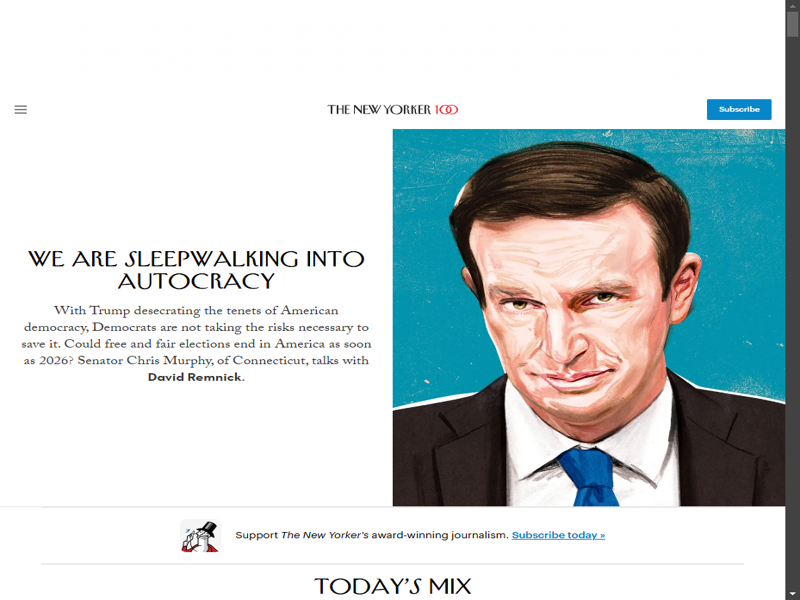 THE NEW YORKER 100
Subscribe
WE ARE SLEEPWALKING INTO
AUTOCRACY
With Trump desecrating the tenets of American
democracy, Democrats are not taking the risks necessary to
save it. Could free and fair elections end in America as soon
as 2026? Senator Chris Murphy, of Connecticut, talks with
David Remnick.
Support The New Yorker's award-winning journalism. Subscribe today »
TODAY'S MIX